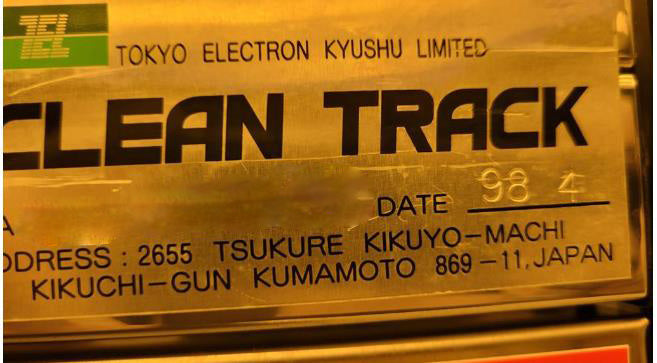 TEL
TOKYO ELECTRON KYUSHU LIMITED
CLEAN TRACK
A
DATE 98 4
DDRESS : 2655 TSUKURE KIKUYO-MACHI
KIKUCHI-GUN KUMAMOTO 869-11, JAPAN